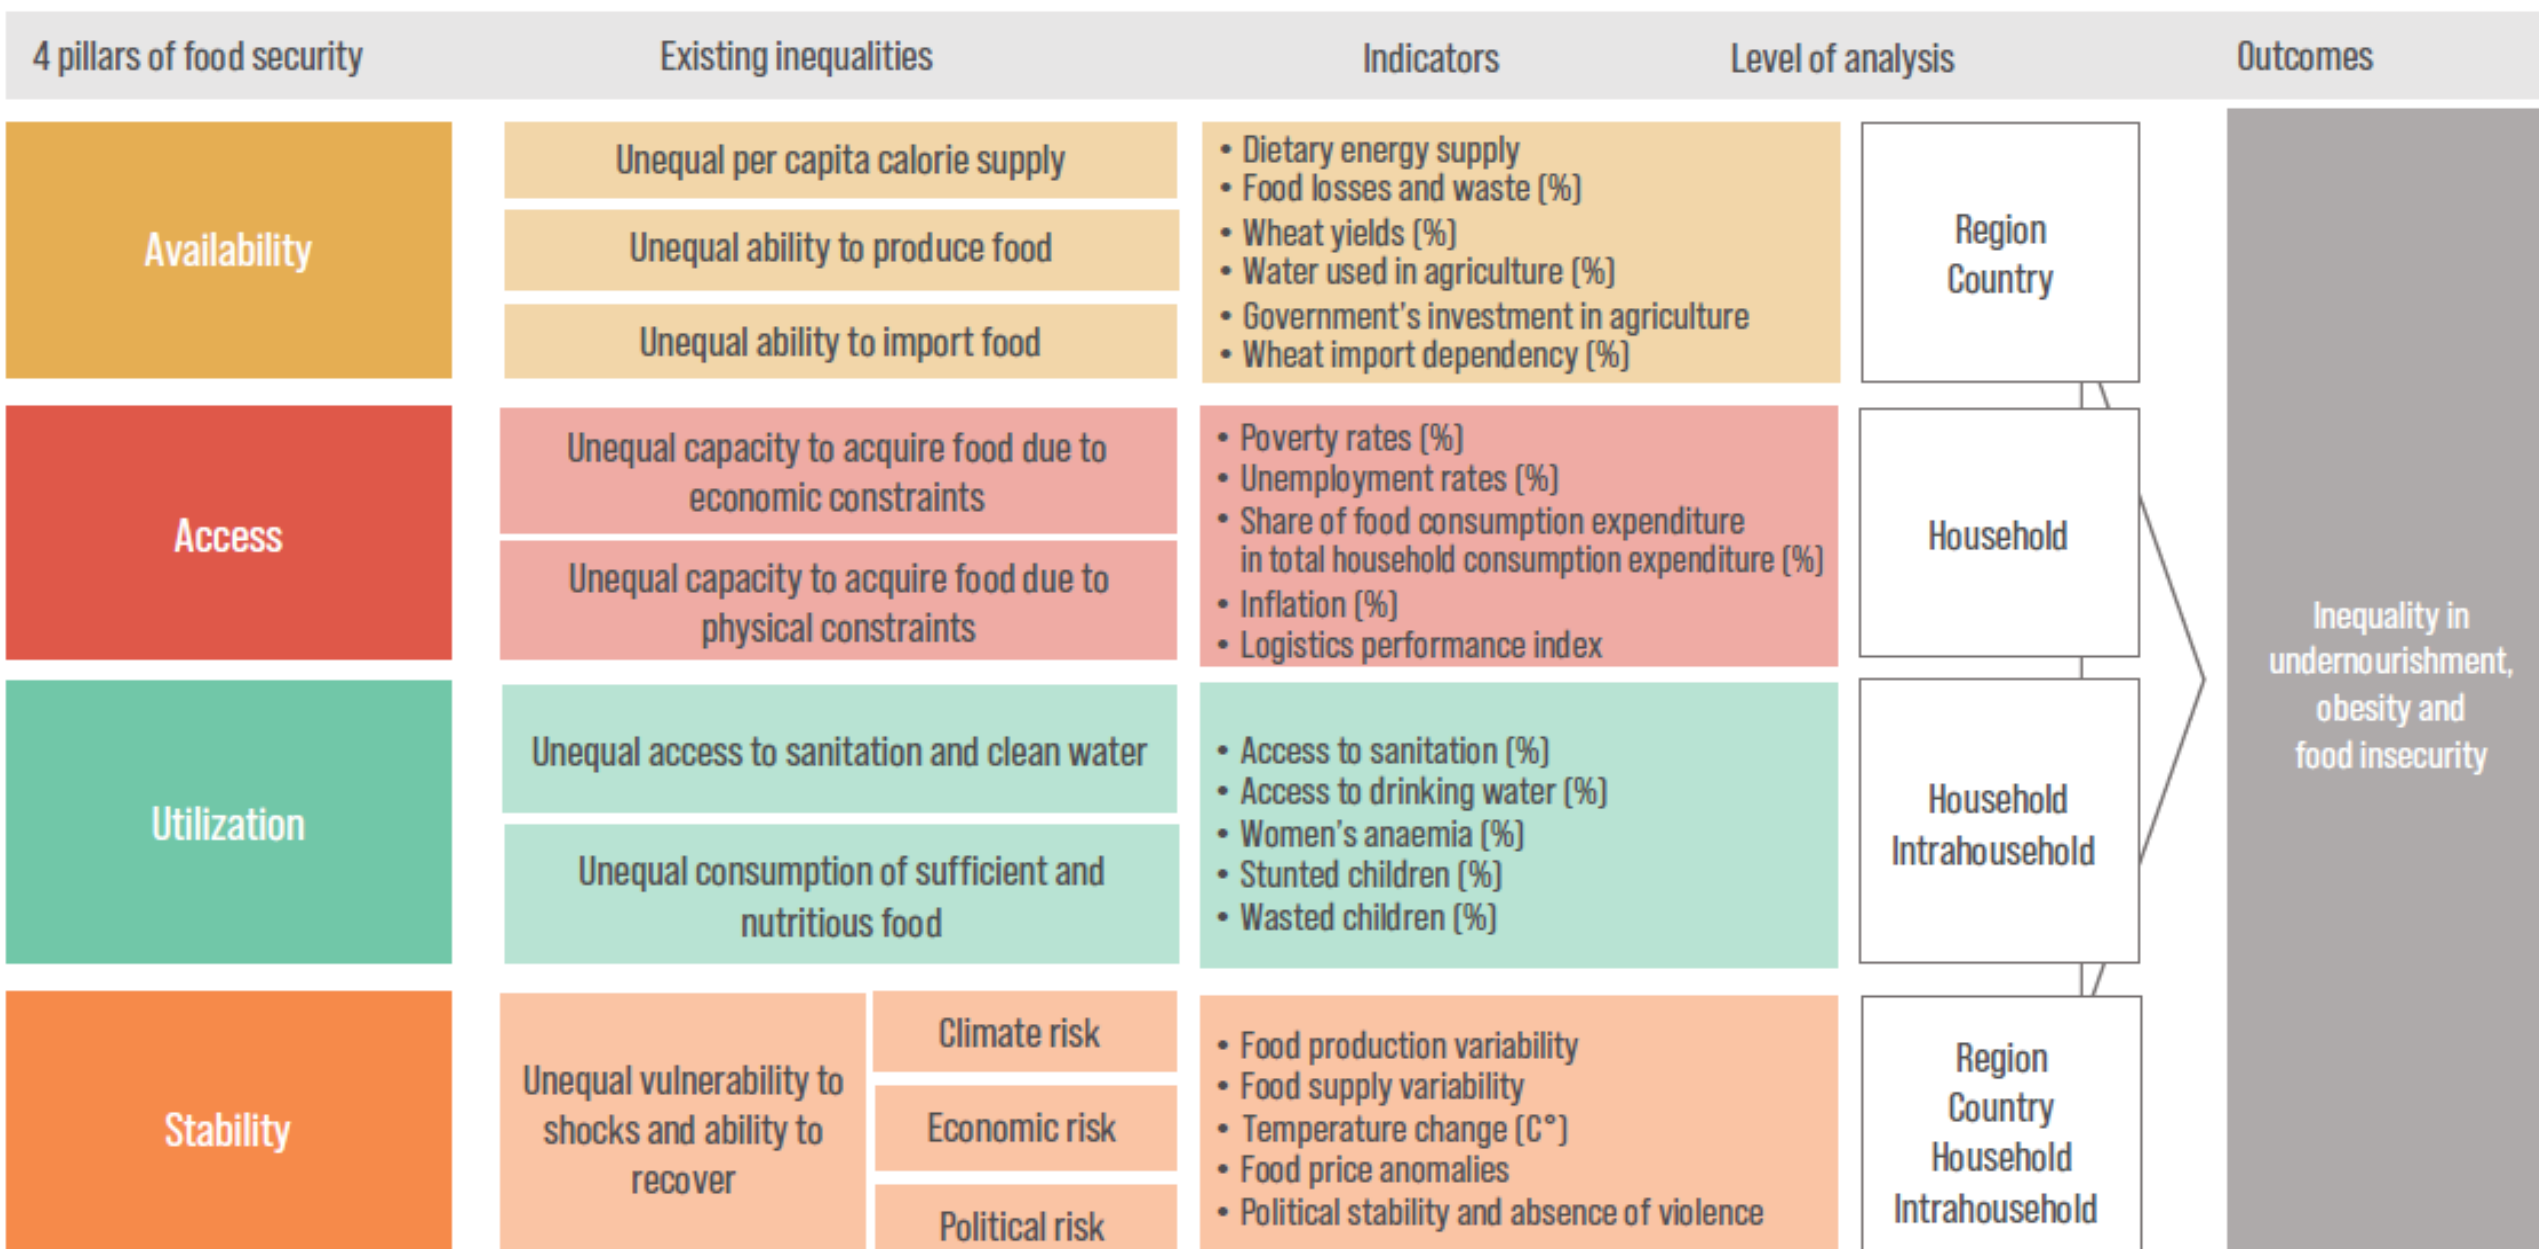 4 pillars of food security
Existing inequalities
Indicators
Level of analysis
Outcomes
Availability
Unequal per capita calorie supply
Unequal ability to produce food
Unequal ability to import food
• Dietary energy supply
• Food losses and waste (%)
• Wheat yields (%)
• Water used in agriculture (%)
• Government's investment in agriculture
• Wheat import dependency (%)
Region
Country
Access
Unequal capacity to acquire food due to
economic constraints
Unequal capacity to acquire food due to
physical constraints
• Poverty rates (%)
• Unemployment rates (%)
• Share of food consumption expenditure
in total household consumption expenditure (%)
• Inflation (%)
• Logistics performance index
Household
Utilization
Unequal access to sanitation and clean water
Unequal consumption of sufficient and
nutritious food
• Access to sanitation (%)
• Access to drinking water (%)
• Women's anaemia (%)
• Stunted children (%)
• Wasted children (%)
Household
Intrahousehold
Stability
Unequal vulnerability to
shocks and ability to
recover
Climate risk
Economic risk
Political risk
• Food production variability
• Food supply variability
• Temperature change (C°)
• Food price anomalies
• Political stability and absence of violence
Region
Country
Household
Intrahousehold
Inequality in
undernourishment,
obesity and
food insecurity